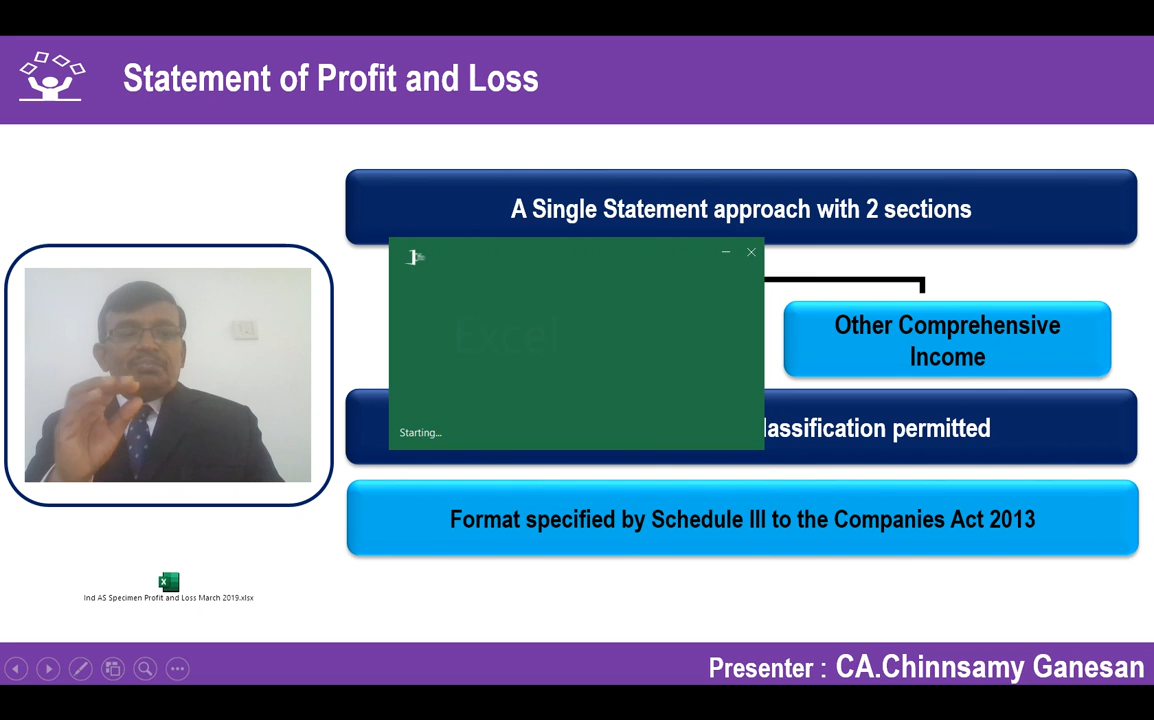 Statement of Profit and Loss
A Single Statement approach with 2 sections
Excel
Starting...
Other Comprehensive
Income
lassification permitted
Format specified by Schedule III to the Companies Act 2013
Ind AS Specimen Profit and Loss March 2019.xlsx
Presenter : CA.Chinnsamy Ganesan